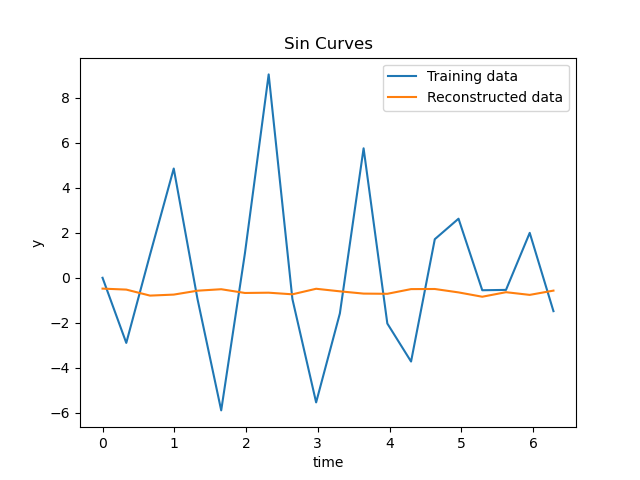 Sin Curves
Training data
Reconstructed data
y
8
6
4
2
0
−2
−4
−6
0 1 2 3 4 5 6
time